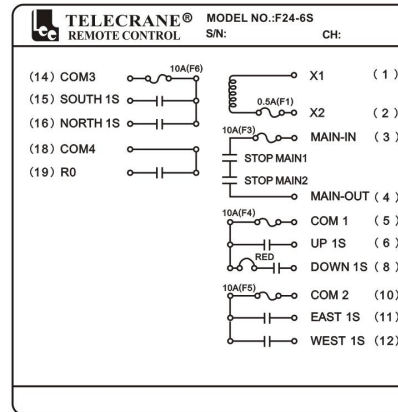 TELECRANE®
REMOTE CONTROL
MODEL NO.:F24-6S
S/N: CH:
10A(F6)
(14) COM3
(15) SOUTH 1S
(16) NORTH 1S
(18) COM4
(19) R0
X1 ( 1 )
0.5A(F1)
X2 ( 2 )
10A(F3)
MAIN-IN ( 3 )
STOP MAIN1
STOP MAIN2
MAIN-OUT ( 4 )
10A(F4)
COM 1 ( 5 )
UP 1S ( 6 )
RED
DOWN 1S ( 8 )
10A(F5)
COM 2 (10)
EAST 1S (11)
WEST 1S (12)